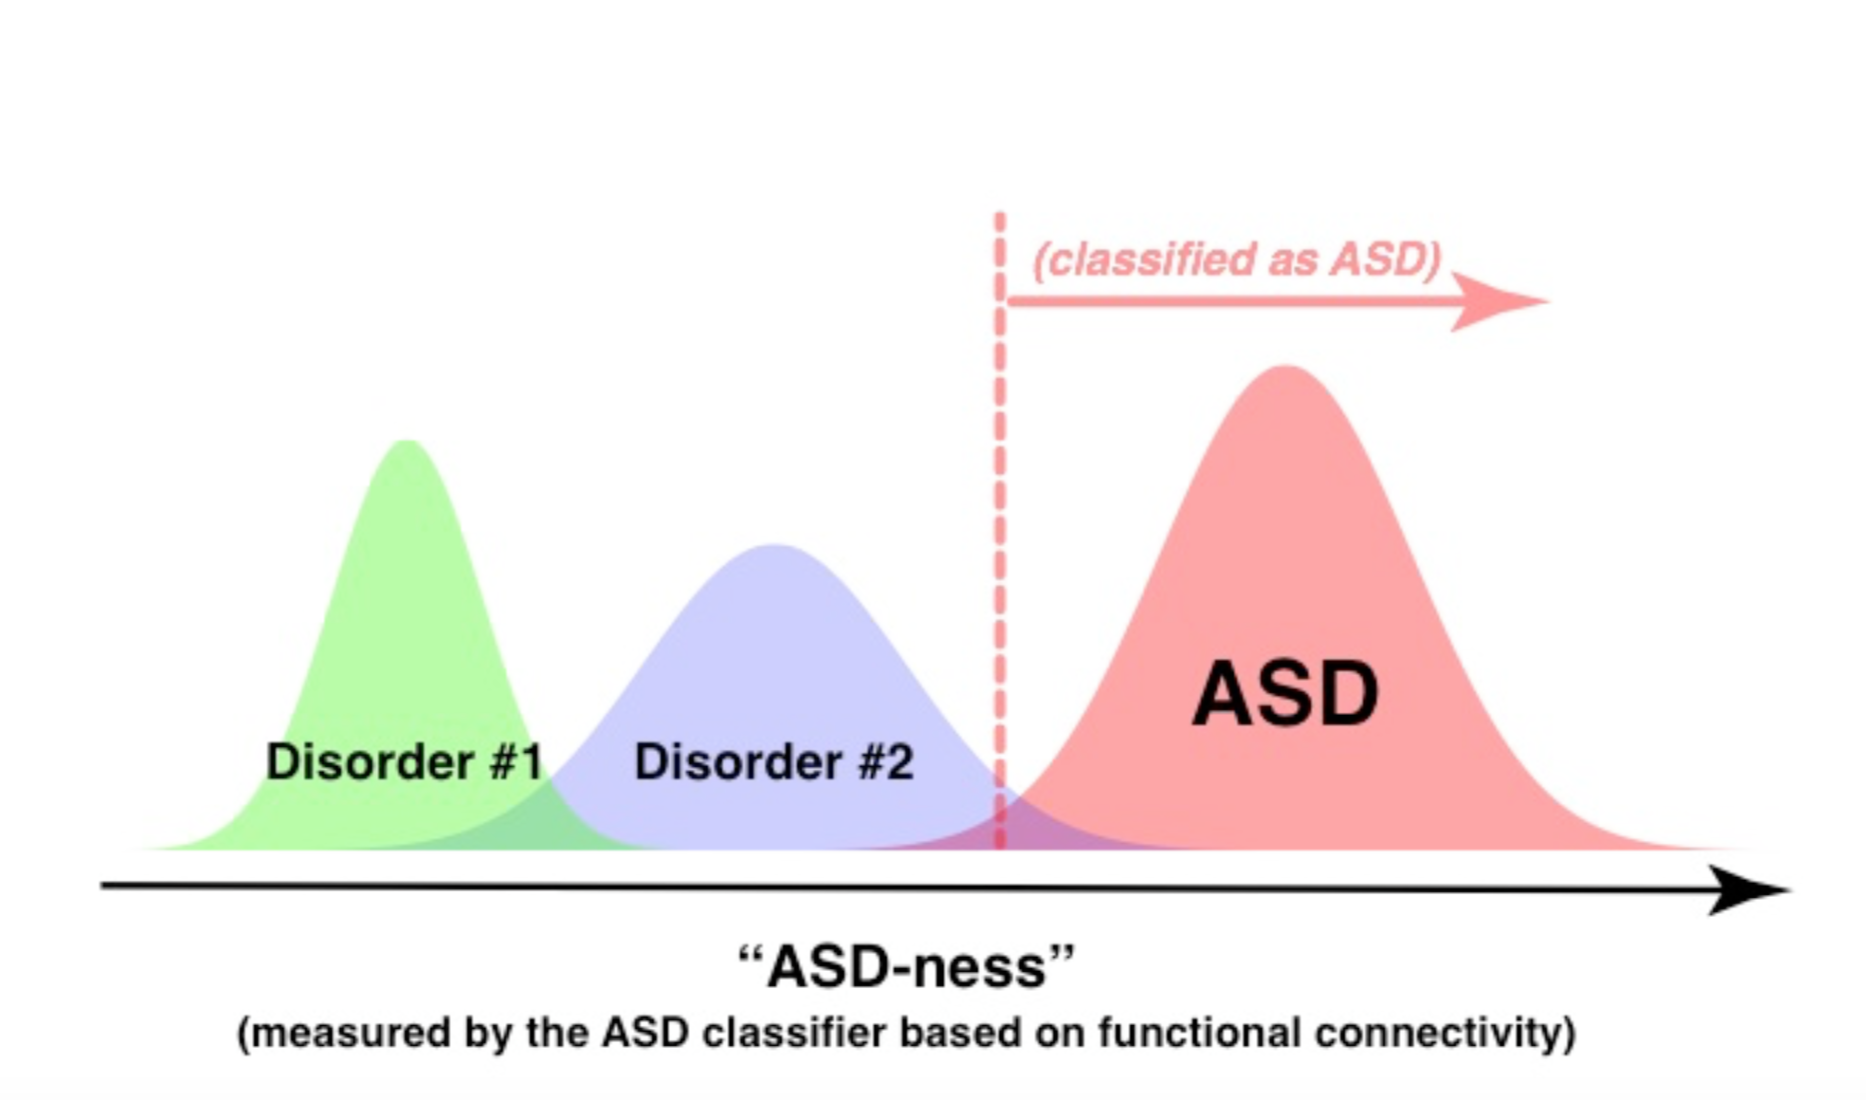 (classified as ASD)
ASD
Disorder #1
Disorder #2
“ASD-ness”
(measured by the ASD classifier based on functional connectivity)